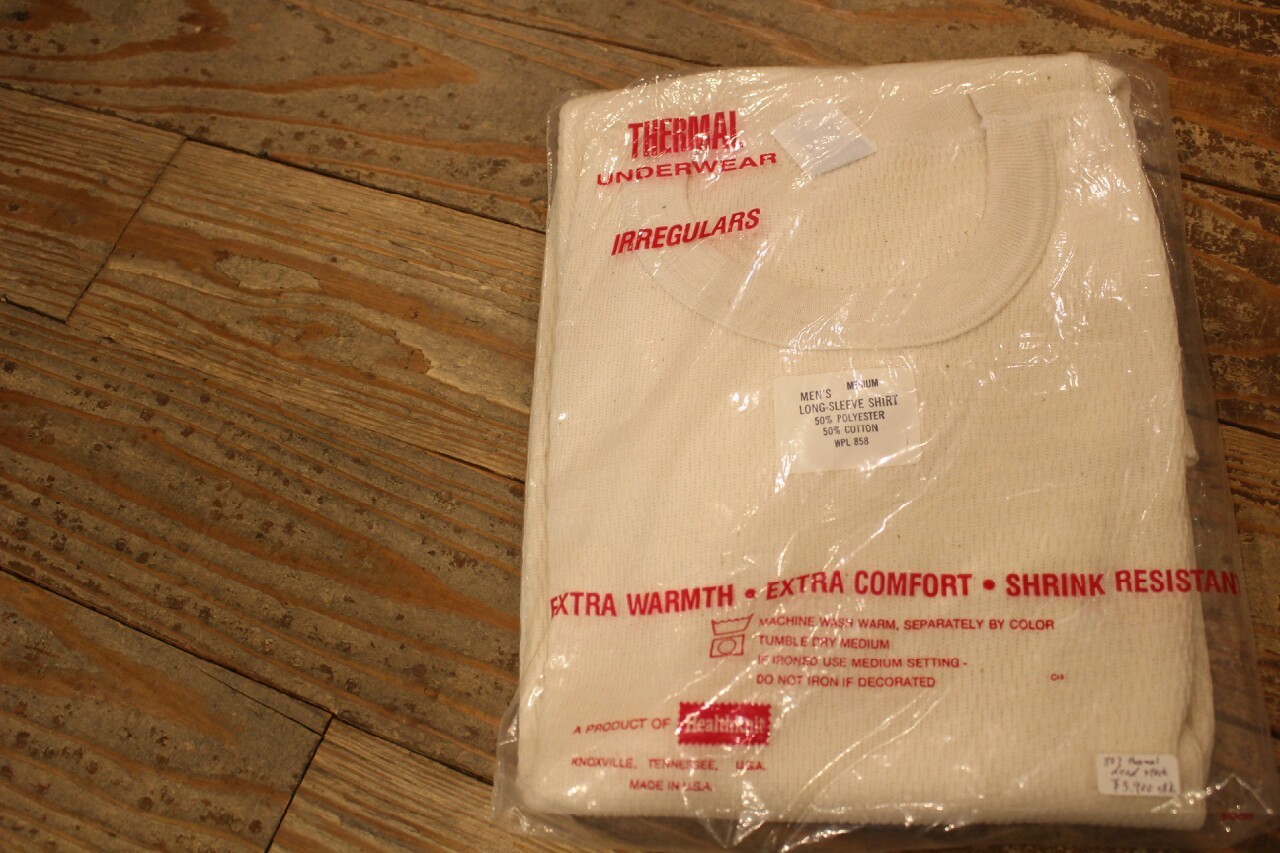 THERMAL
UNDERWEAR
IRREGULARS
MEN'S MEDIUM
LONG-SLEEVE SHIRT
50% POLYESTER
50% COTTON
WPL 858
EXTRA WARMTH • EXTRA COMFORT • SHRINK RESISTANT
MACHINE WASH WARM, SEPARATELY BY COLOR
TUMBLE DRY MEDIUM
IF IRONED USE MEDIUM SETTING -
DO NOT IRON IF DECORATED
A PRODUCT OF HealthKnit
KNOXVILLE, TENNESSEE, U.S.A.
MADE IN U.S.A.
thermal
dead stock